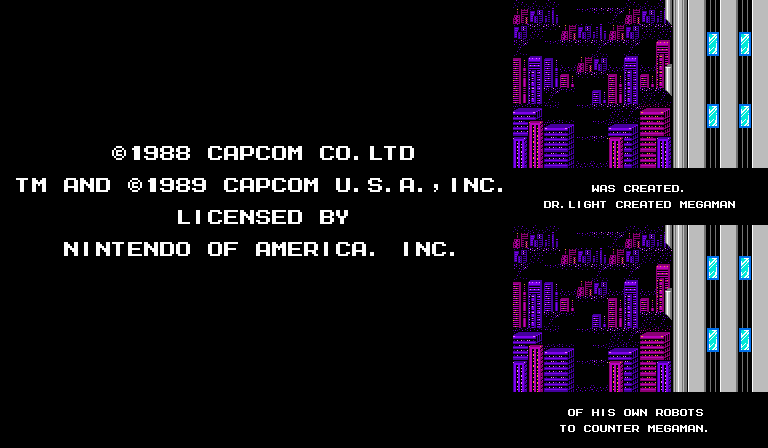 ©1988 CAPCOM CO.LTD
TM AND ©1989 CAPCOM U.S.A.,INC.
LICENSED BY
NINTENDO OF AMERICA. INC.
WAS CREATED.
DR.LIGHT CREATED MEGAMAN
OF HIS OWN ROBOTS
TO COUNTER MEGAMAN.